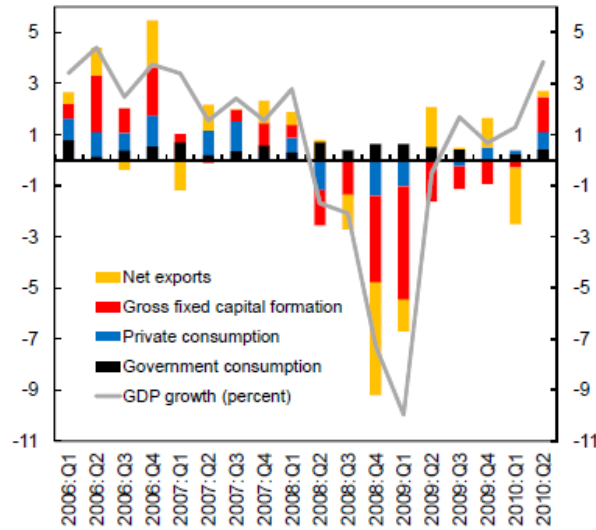 5 5
3 3
1 1
-1 -1
-3 -3
-5 -5
-7 -7
-9 -9
-11 -11
Net exports
Gross fixed capital formation
Private consumption
Government consumption
GDP growth (percent)
2006:Q1
2006:Q2
2006:Q3
2006:Q4
2007:Q1
2007:Q2
2007:Q3
2007:Q4
2008:Q1
2008:Q2
2008:Q3
2008:Q4
2009:Q1
2009:Q2
2009:Q3
2009:Q4
2010:Q1
2010:Q2